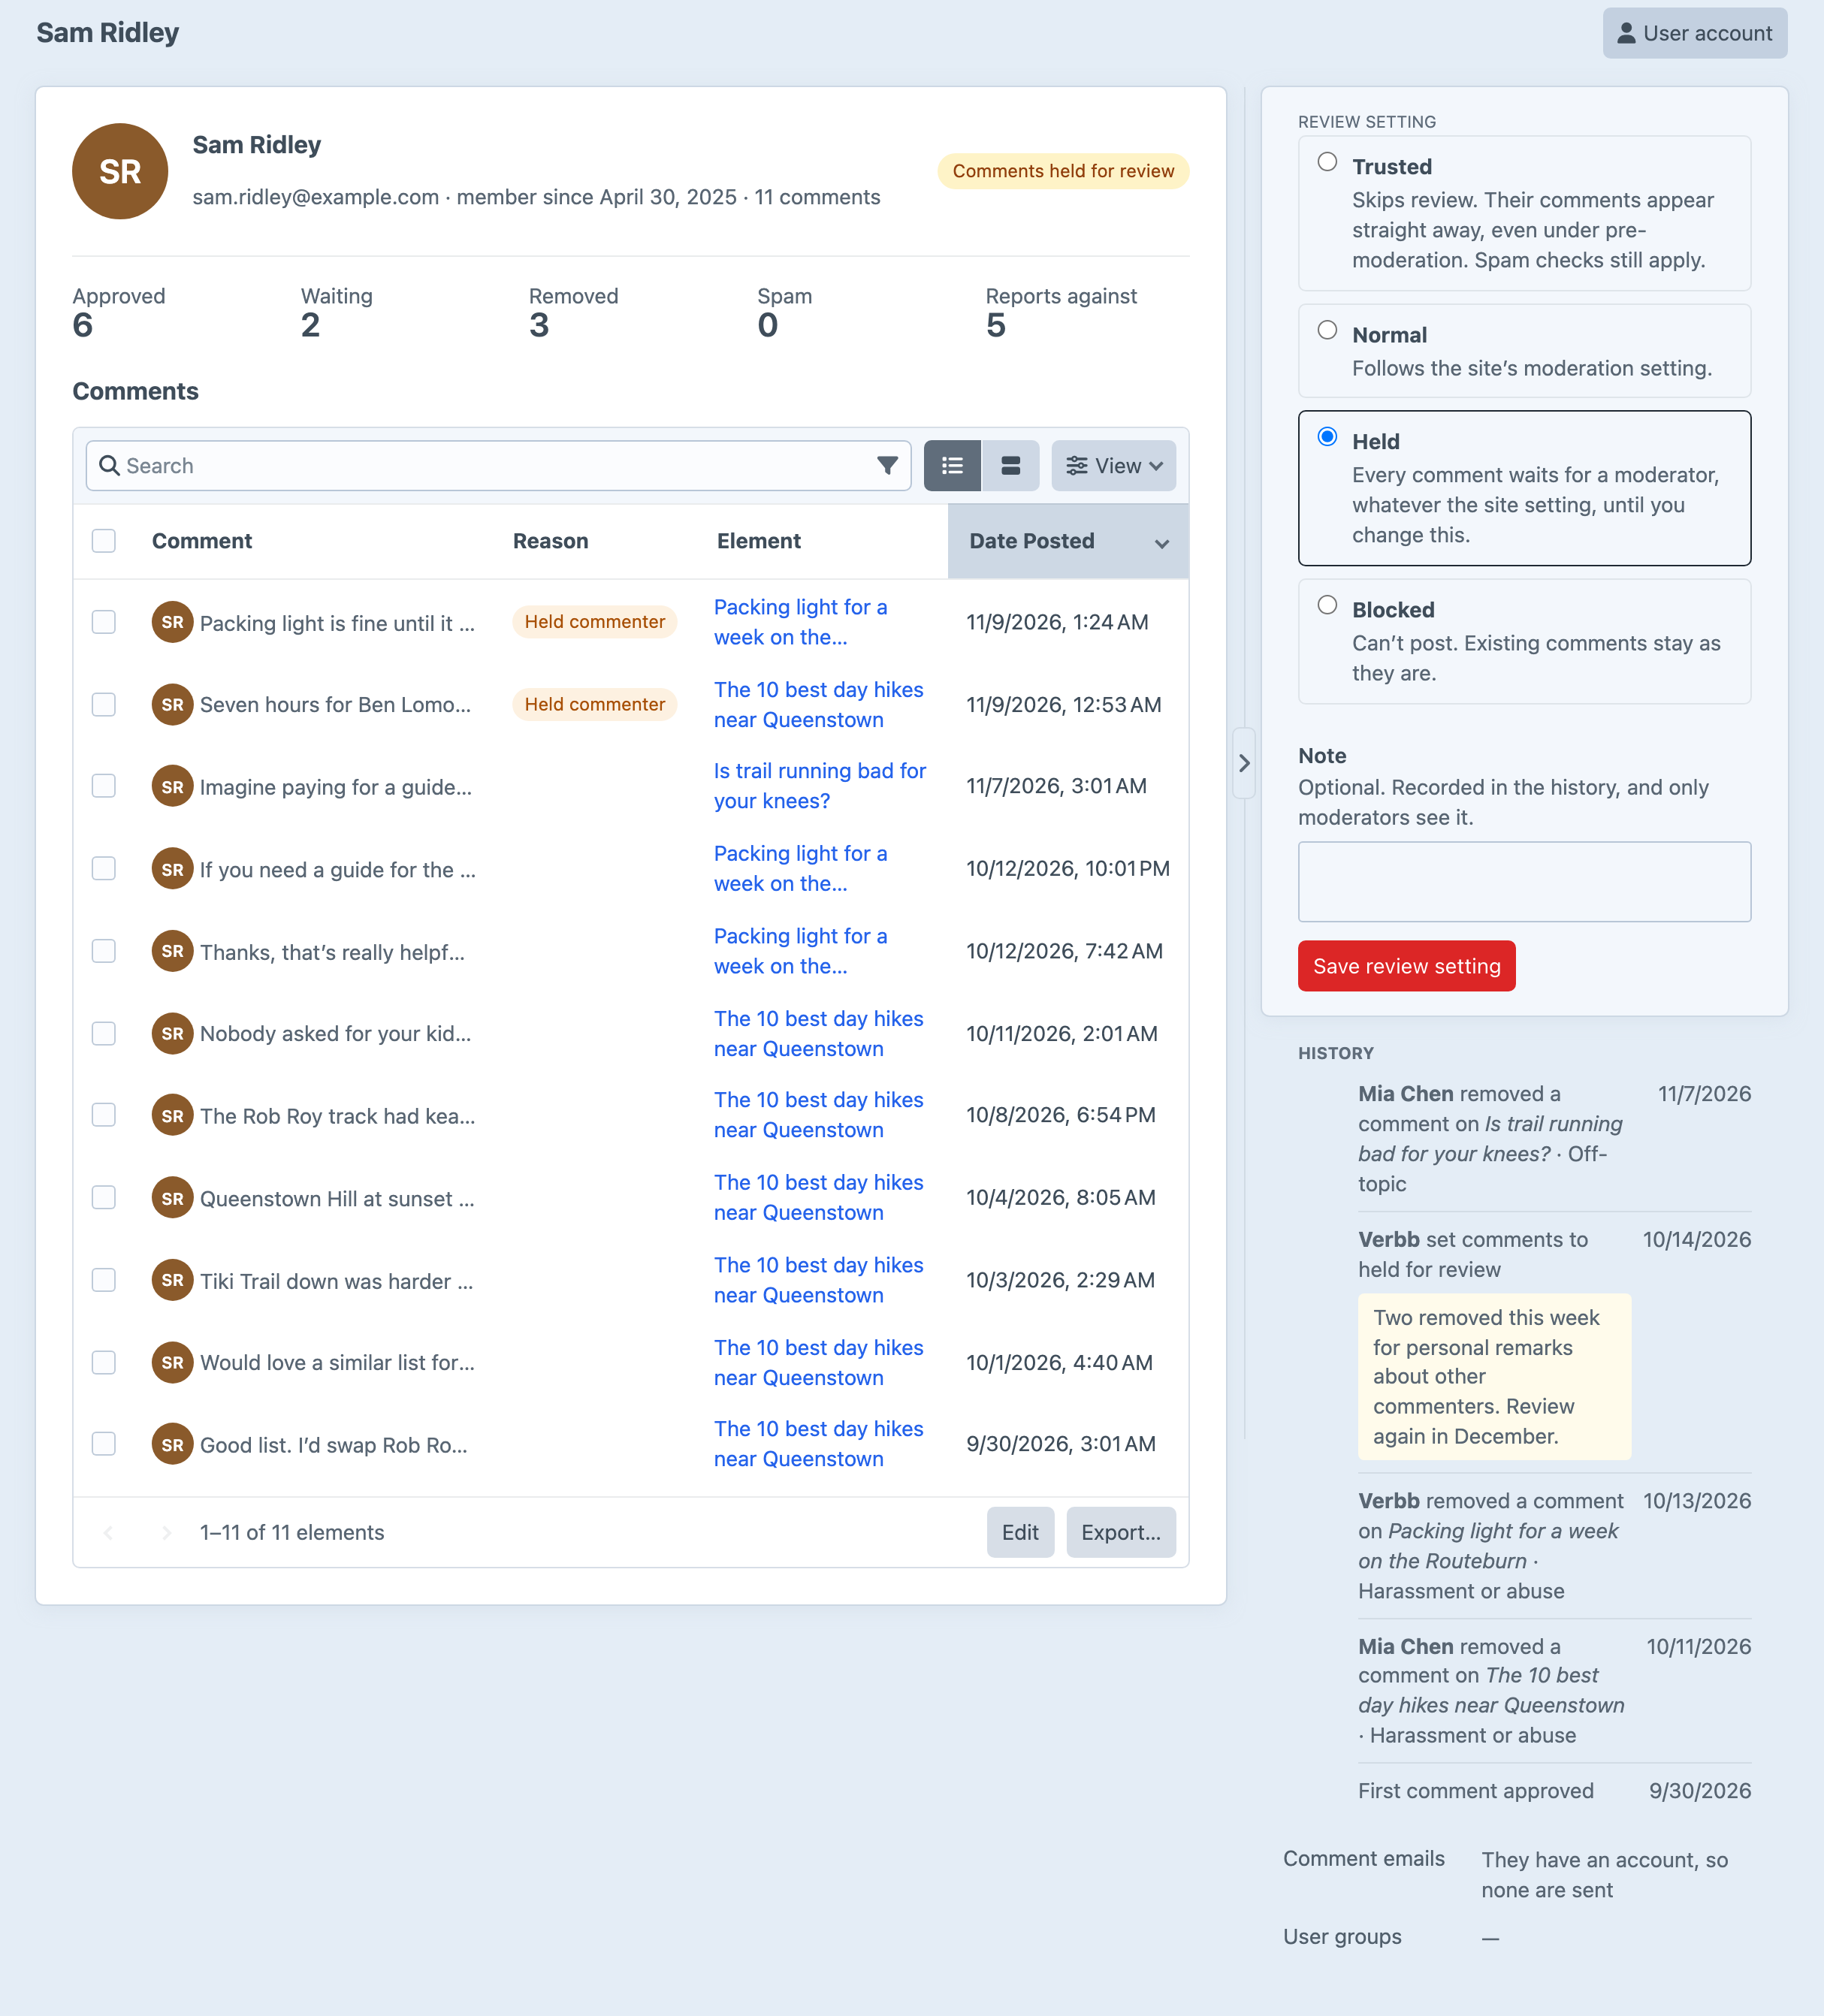 Sam Ridley
User account
SR
Sam Ridley
sam.ridley@example.com · member since April 30, 2025 · 11 comments
Comments held for review
Approved
6
Waiting
2
Removed
3
Spam
0
Reports against
5
Comments
Search
View
Comment
Reason
Element
Date Posted
SR
Packing light is fine until it ...
Held commenter
Packing light for a
week on the...
11/9/2026, 1:24 AM
SR
Seven hours for Ben Lomo...
Held commenter
The 10 best day hikes
near Queenstown
11/9/2026, 12:53 AM
SR
Imagine paying for a guide...
Is trail running bad for
your knees?
11/7/2026, 3:01 AM
SR
If you need a guide for the ...
Packing light for a
week on the...
10/12/2026, 10:01 PM
SR
Thanks, that’s really helpf...
Packing light for a
week on the...
10/12/2026, 7:42 AM
SR
Nobody asked for your kid...
The 10 best day hikes
near Queenstown
10/11/2026, 2:01 AM
SR
The Rob Roy track had kea...
The 10 best day hikes
near Queenstown
10/8/2026, 6:54 PM
SR
Queenstown Hill at sunset ...
The 10 best day hikes
near Queenstown
10/4/2026, 8:05 AM
SR
Tiki Trail down was harder ...
The 10 best day hikes
near Queenstown
10/3/2026, 2:29 AM
SR
Would love a similar list for...
The 10 best day hikes
near Queenstown
10/1/2026, 4:40 AM
SR
Good list. I’d swap Rob Ro...
The 10 best day hikes
near Queenstown
9/30/2026, 3:01 AM
1–11 of 11 elements
Edit
Export...
REVIEW SETTING
Trusted
Skips review. Their comments appear
straight away, even under pre-
moderation. Spam checks still apply.
Normal
Follows the site’s moderation setting.
Held
Every comment waits for a moderator,
whatever the site setting, until you
change this.
Blocked
Can’t post. Existing comments stay as
they are.
Note
Optional. Recorded in the history, and only
moderators see it.
Save review setting
HISTORY
Mia Chen removed a
comment on Is trail running
bad for your knees? · Off-
topic
11/7/2026
Verbb set comments to
held for review
10/14/2026
Two removed this week
for personal remarks
about other
commenters. Review
again in December.
Verbb removed a comment
on Packing light for a week
on the Routeburn ·
Harassment or abuse
10/13/2026
Mia Chen removed a
comment on The 10 best
day hikes near Queenstown
· Harassment or abuse
10/11/2026
First comment approved
9/30/2026
Comment emails
They have an account, so
none are sent
User groups
—